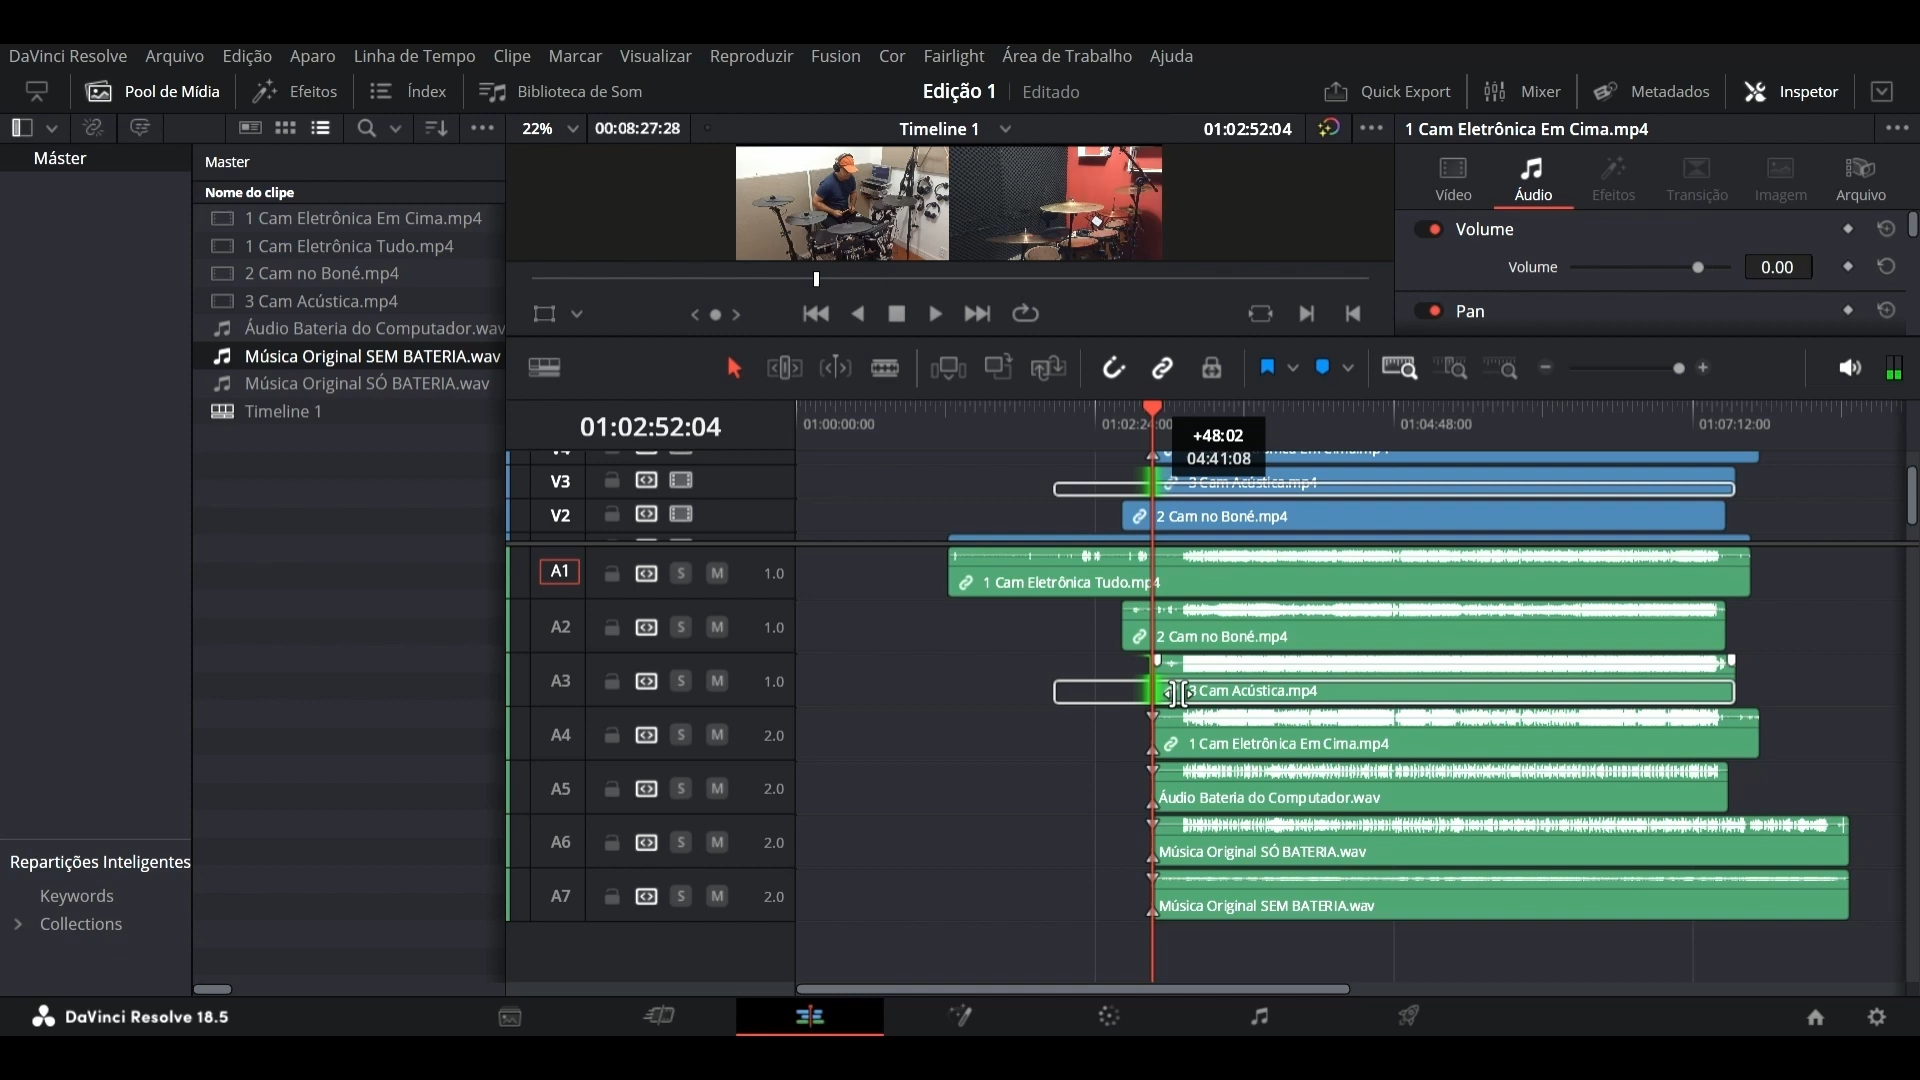 DaVinci Resolve Arquivo Edição Aparo Linha de Tempo Clipe Marcar Visualizar Reproduzir Fusion Cor Fairlight Área de Trabalho Ajuda
Pool de Mídia Efeitos Índex Biblioteca de Som Edição 1 Editado Quick Export Mixer Metadados Inspetor
22% 00:08:27:28 Timeline 1 01:02:52:04 1 Cam Eletrônica Em Cima.mp4
Máster
Master
Nome do clipe
1 Cam Eletrônica Em Cima.mp4
1 Cam Eletrônica Tudo.mp4
2 Cam no Boné.mp4
3 Cam Acústica.mp4
Áudio Bateria do Computador.wav
Música Original SEM BATERIA.wav
Música Original SÓ BATERIA.wav
Timeline 1
Repartições Inteligentes
Keywords
Collections
Vídeo Áudio Efeitos Transição Imagem Arquivo
Volume
Volume 0.00
Pan
01:02:52:04
01:00:00:00 01:02:24:00 01:04:48:00 01:07:12:00
+48:02
04:41:08
V3 3 Cam Acústica.mp4
V2 2 Cam no Boné.mp4
A1 S M 1.0 1 Cam Eletrônica Tudo.mp4
A2 S M 1.0 2 Cam no Boné.mp4
A3 S M 1.0 3 Cam Acústica.mp4
A4 S M 2.0 1 Cam Eletrônica Em Cima.mp4
A5 S M 2.0 Áudio Bateria do Computador.wav
A6 S M 2.0 Música Original SÓ BATERIA.wav
A7 S M 2.0 Música Original SEM BATERIA.wav
DaVinci Resolve 18.5